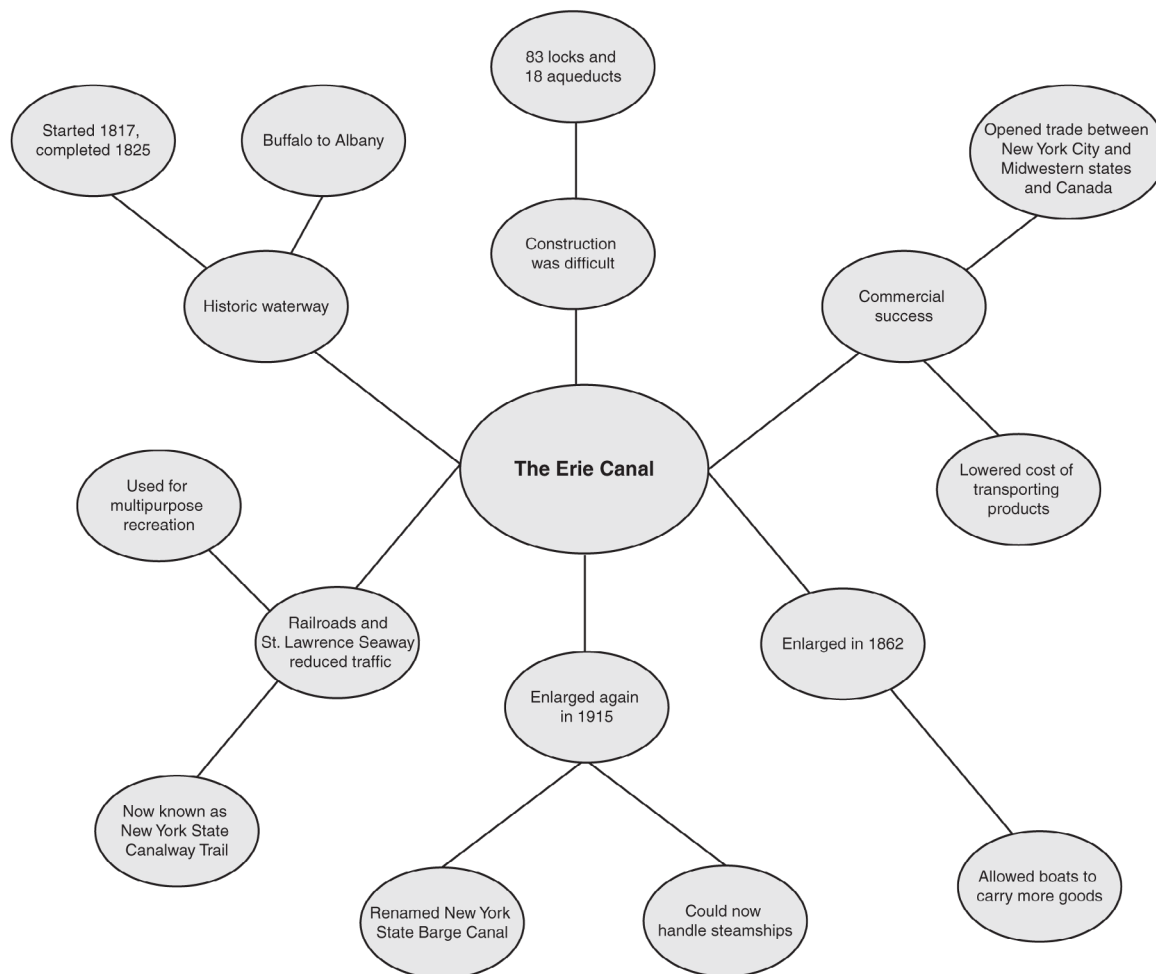 83 locks and
18 aqueducts
Started 1817,
completed 1825
Buffalo to Albany
Opened trade between
New York City and
Midwestern states
and Canada
Construction
was difficult
Historic waterway
Commercial
success
The Erie Canal
Used for
multipurpose
recreation
Lowered cost of
transporting
products
Railroads and
St. Lawrence Seaway
reduced traffic
Enlarged in 1862
Enlarged again
in 1915
Now known as
New York State
Canalway Trail
Renamed New York
State Barge Canal
Could now
handle steamships
Allowed boats to
carry more goods